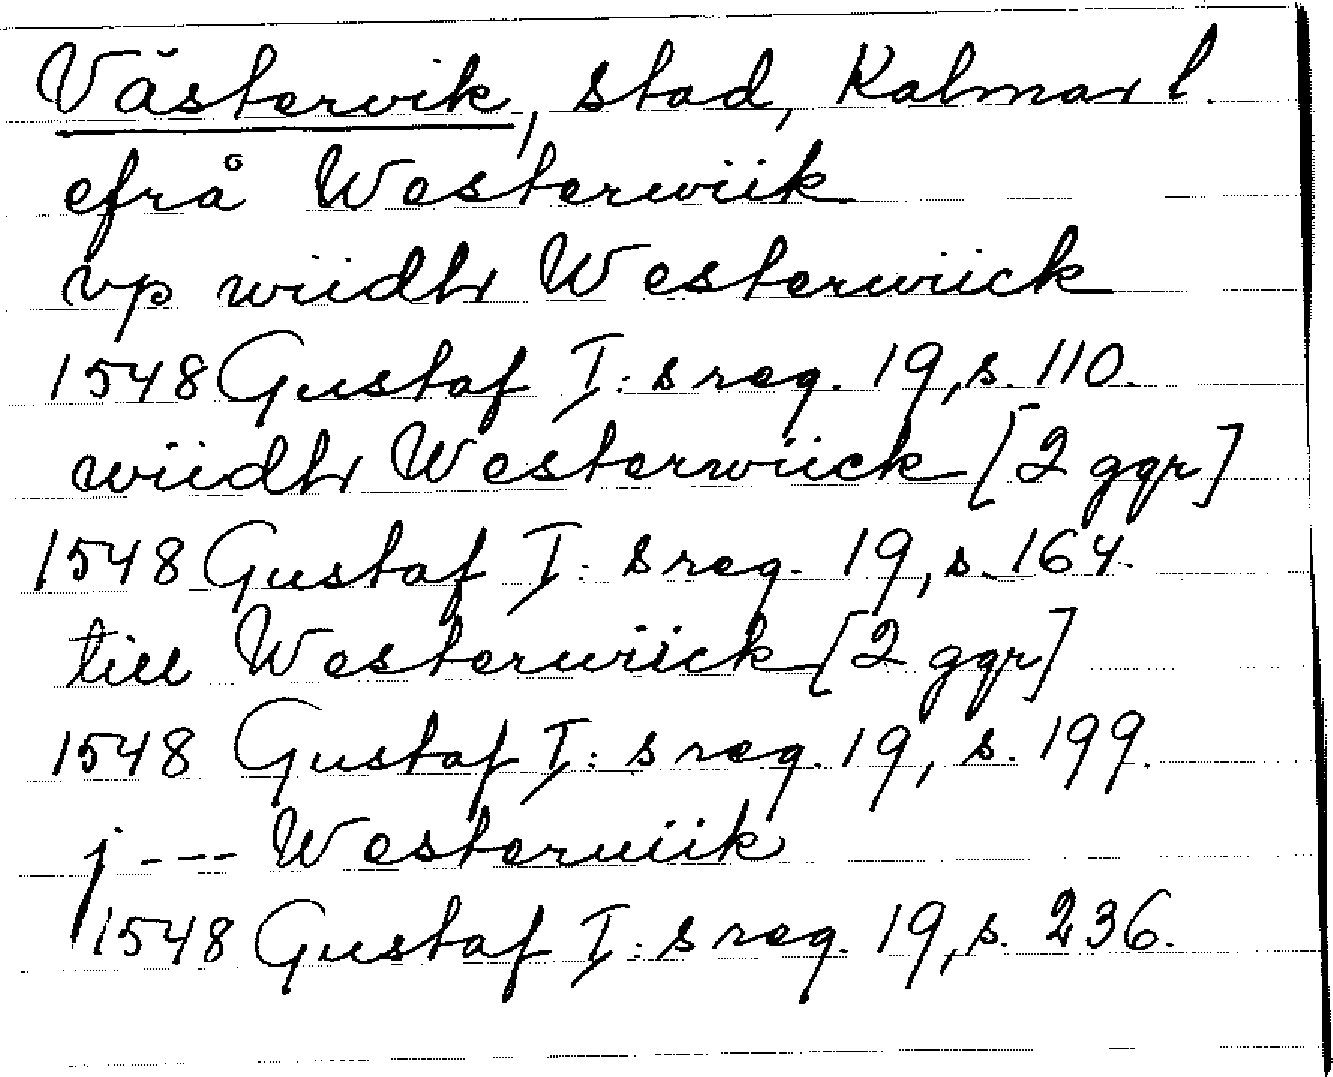 Västervik, stad, Kalmar l.
efrå Westerwiik
vp wiidh Westerwiick
1548 Gustaf I:s reg. 19, s. 110.
wiidh Westerwiick [2 ggr]
1548 Gustaf I:s reg. 19, s. 164.
till Westerwiick [2 ggr]
1548 Gustaf I:s reg. 19, s. 199.
j --- Westerwiik
1548 Gustaf I:s reg. 19, s. 236.